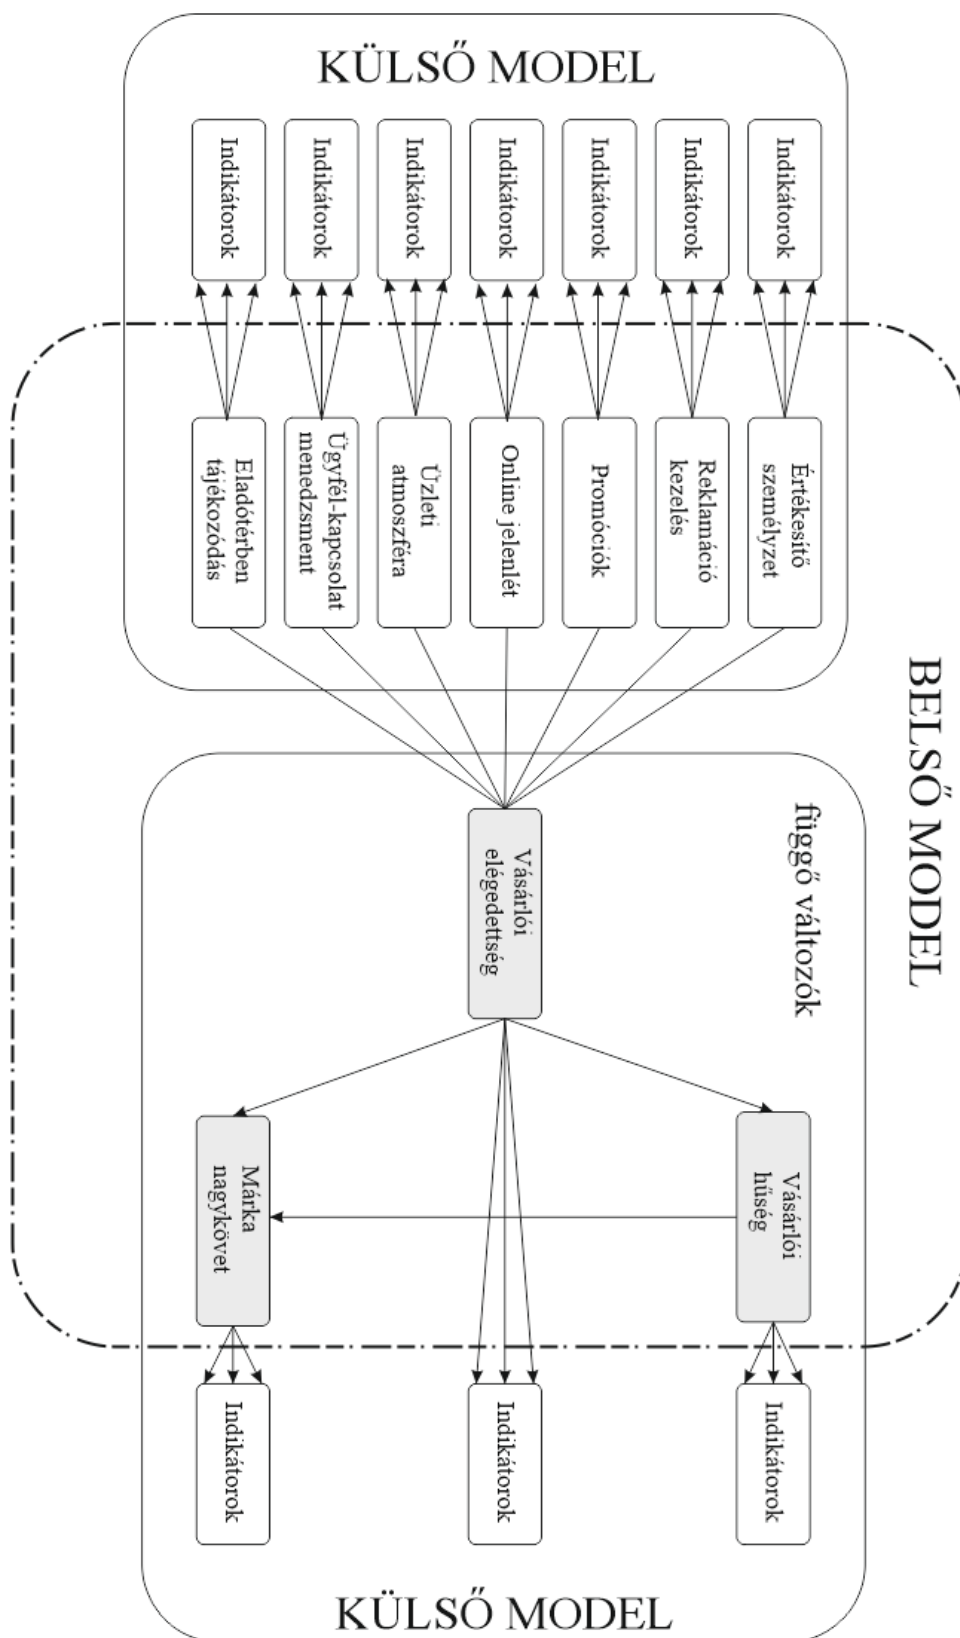 KÜLSŐ MODEL
Indikátorok
Indikátorok
Indikátorok
Indikátorok
Indikátorok
Indikátorok
Indikátorok
Eladótérben
tájékozódás
Ügyfél-kapcsolat
menedzsment
Üzleti
atmoszféra
Online jelenlét
Promóciók
Reklamáció
kezelés
Értékesítő
személyzet
BELSŐ MODEL
függő változók
Vásárlói
elégedettség
Márka
nagykövet
Vásárlói
hűség
Indikátorok
Indikátorok
Indikátorok
KÜLSŐ MODEL